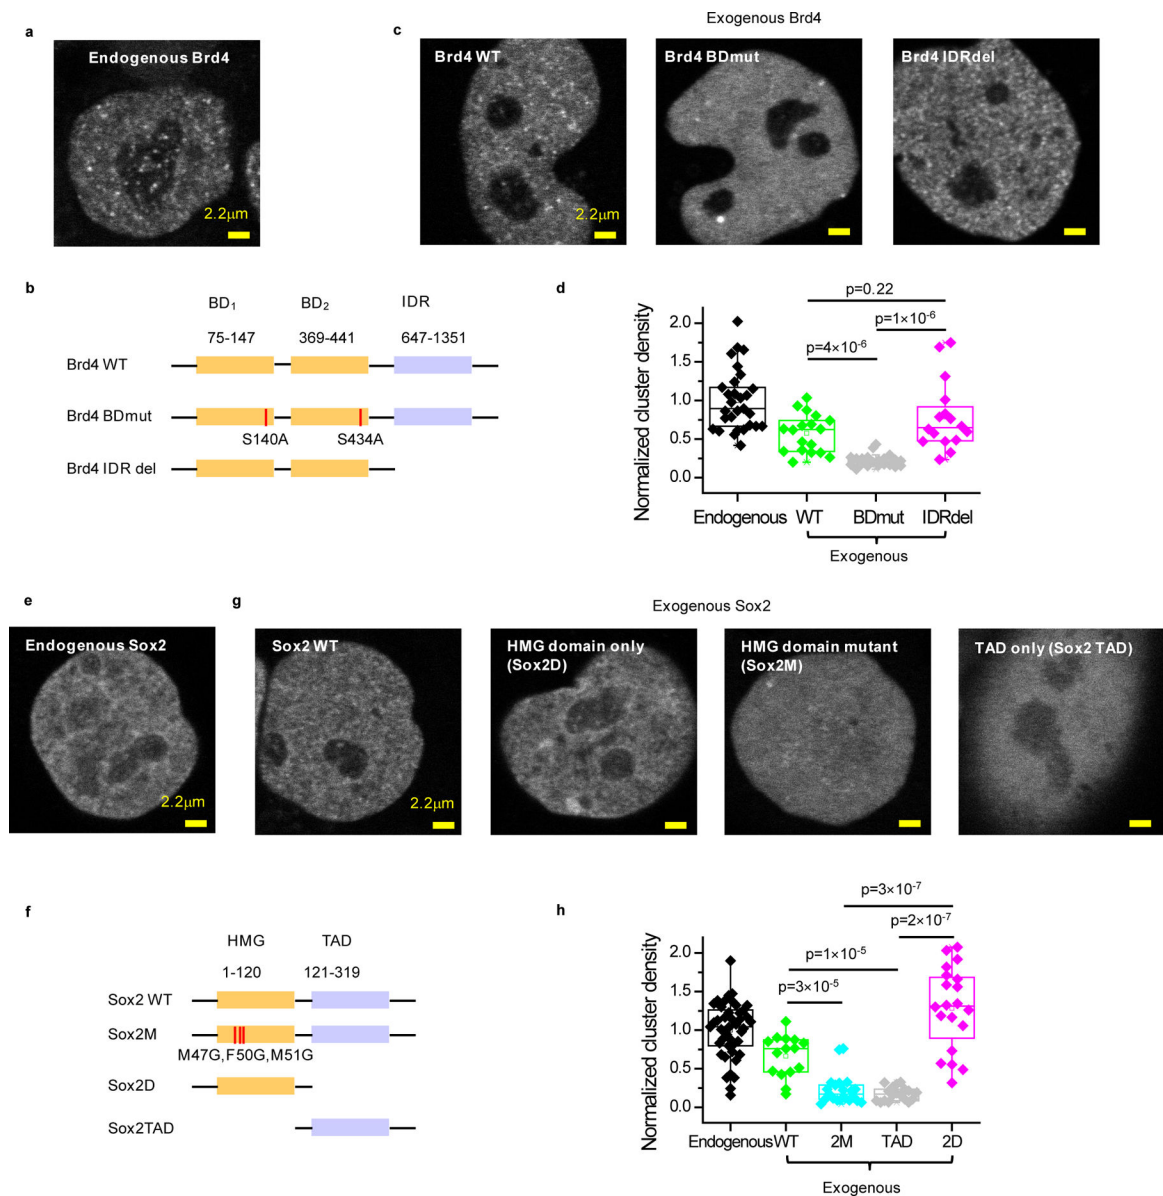 a
Endogenous Brd4
2.2μm
c
Exogenous Brd4
Brd4 WT
2.2μm
Brd4 BDmut
Brd4 IDRdel
b
BD₁ BD₂ IDR
75-147 369-441 647-1351
Brd4 WT
Brd4 BDmut
S140A S434A
Brd4 IDR del
d
p=0.22
p=1×10⁻⁶
p=4×10⁻⁶
Normalized cluster density
2.0
1.5
1.0
0.5
0.0
Endogenous WT BDmut IDRdel
Exogenous
e
Endogenous Sox2
2.2μm
g
Exogenous Sox2
Sox2 WT
2.2μm
HMG domain only
(Sox2D)
HMG domain mutant
(Sox2M)
TAD only (Sox2 TAD)
f
HMG TAD
1-120 121-319
Sox2 WT
Sox2M
M47G,F50G,M51G
Sox2D
Sox2TAD
h
p=3×10⁻⁷
p=2×10⁻⁷
p=1×10⁻⁵
p=3×10⁻⁵
Normalized cluster density
2.0
1.5
1.0
0.5
0.0
Endogenous WT 2M TAD 2D
Exogenous